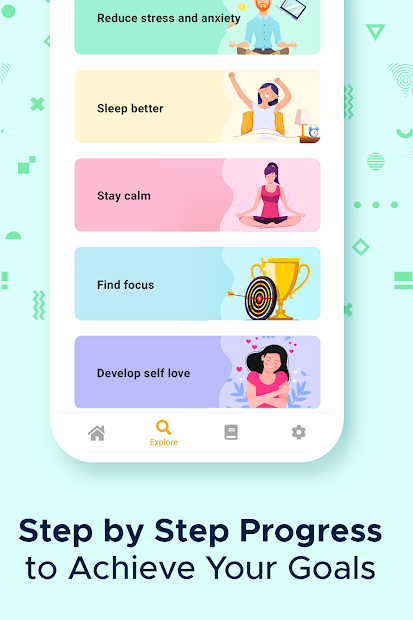 Reduce stress and anxiety
Sleep better
Stay calm
Find focus
Develop self love
Explore
Step by Step Progress
to Achieve Your Goals